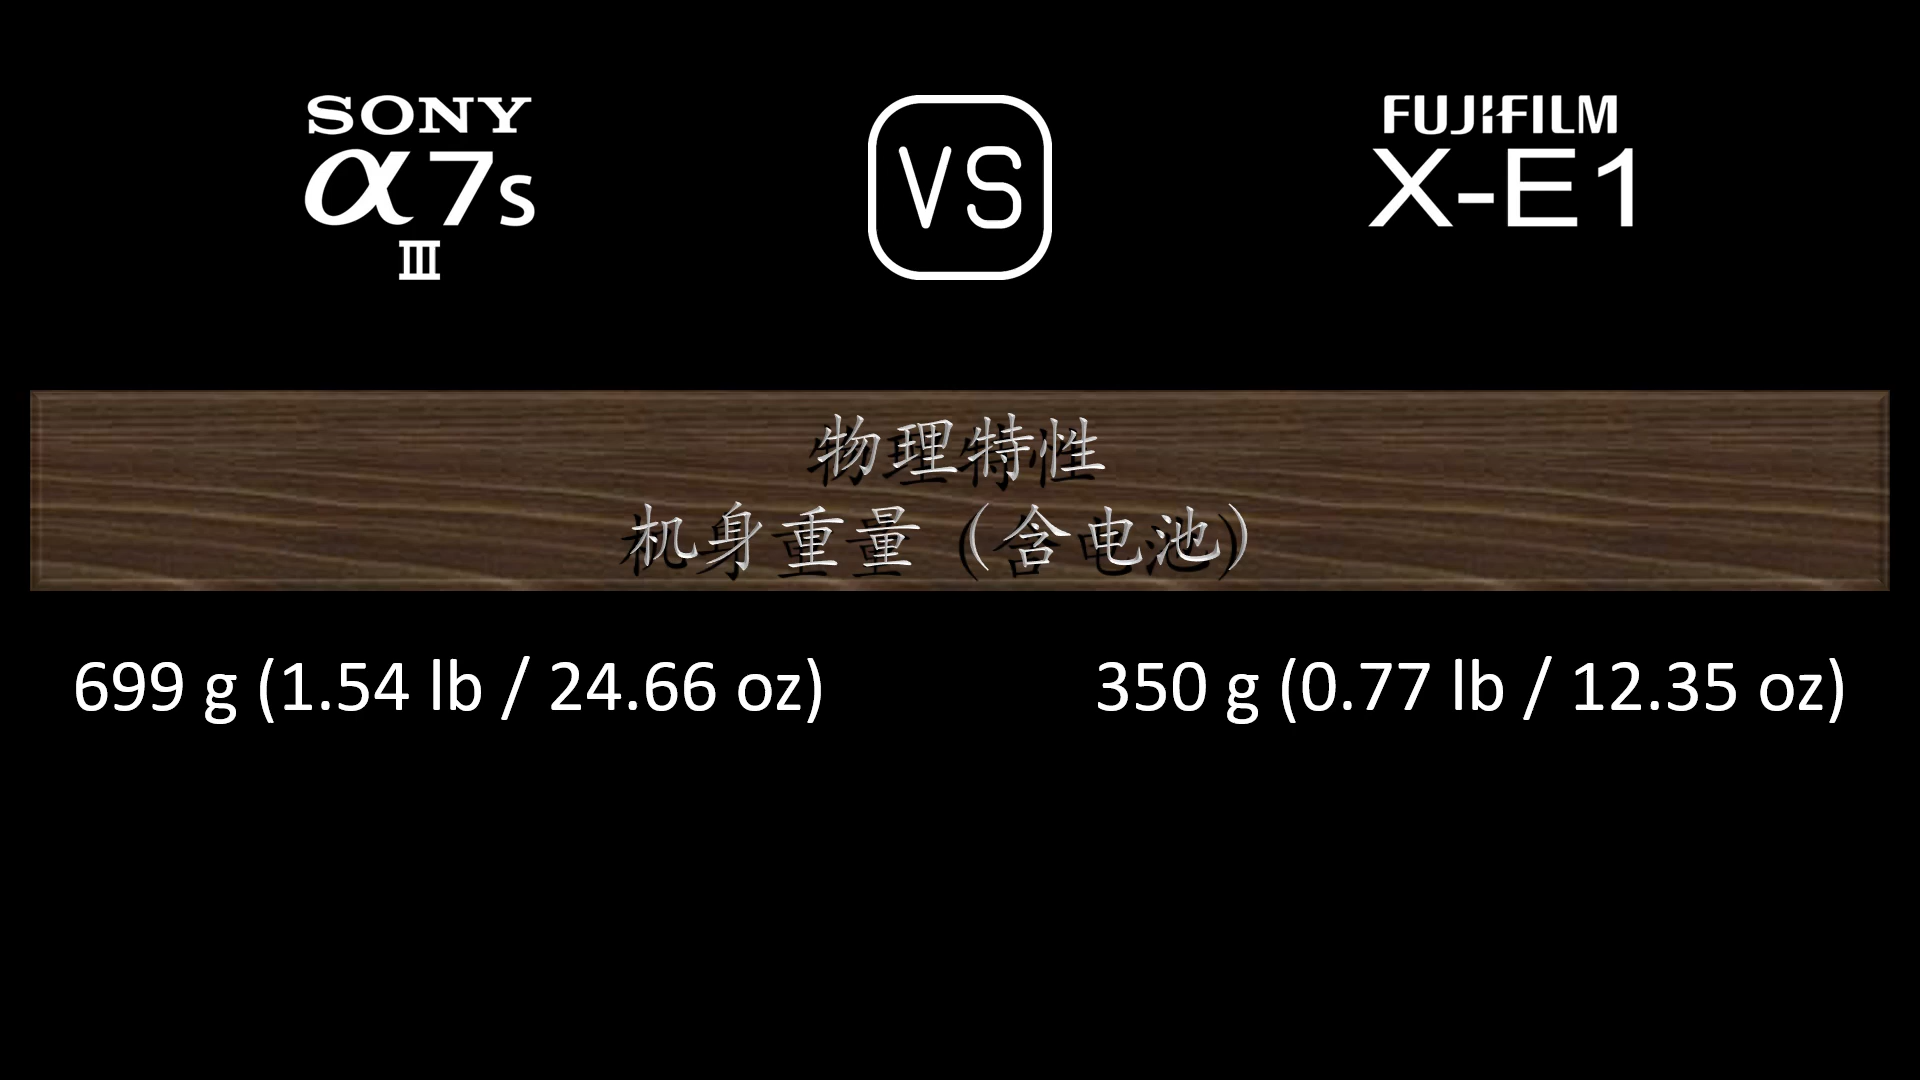 SONY
α7s
III
VS
FUJIFILM
X-E1
物理特性
机身重量（含电池）
699 g (1.54 lb / 24.66 oz)
350 g (0.77 lb / 12.35 oz)